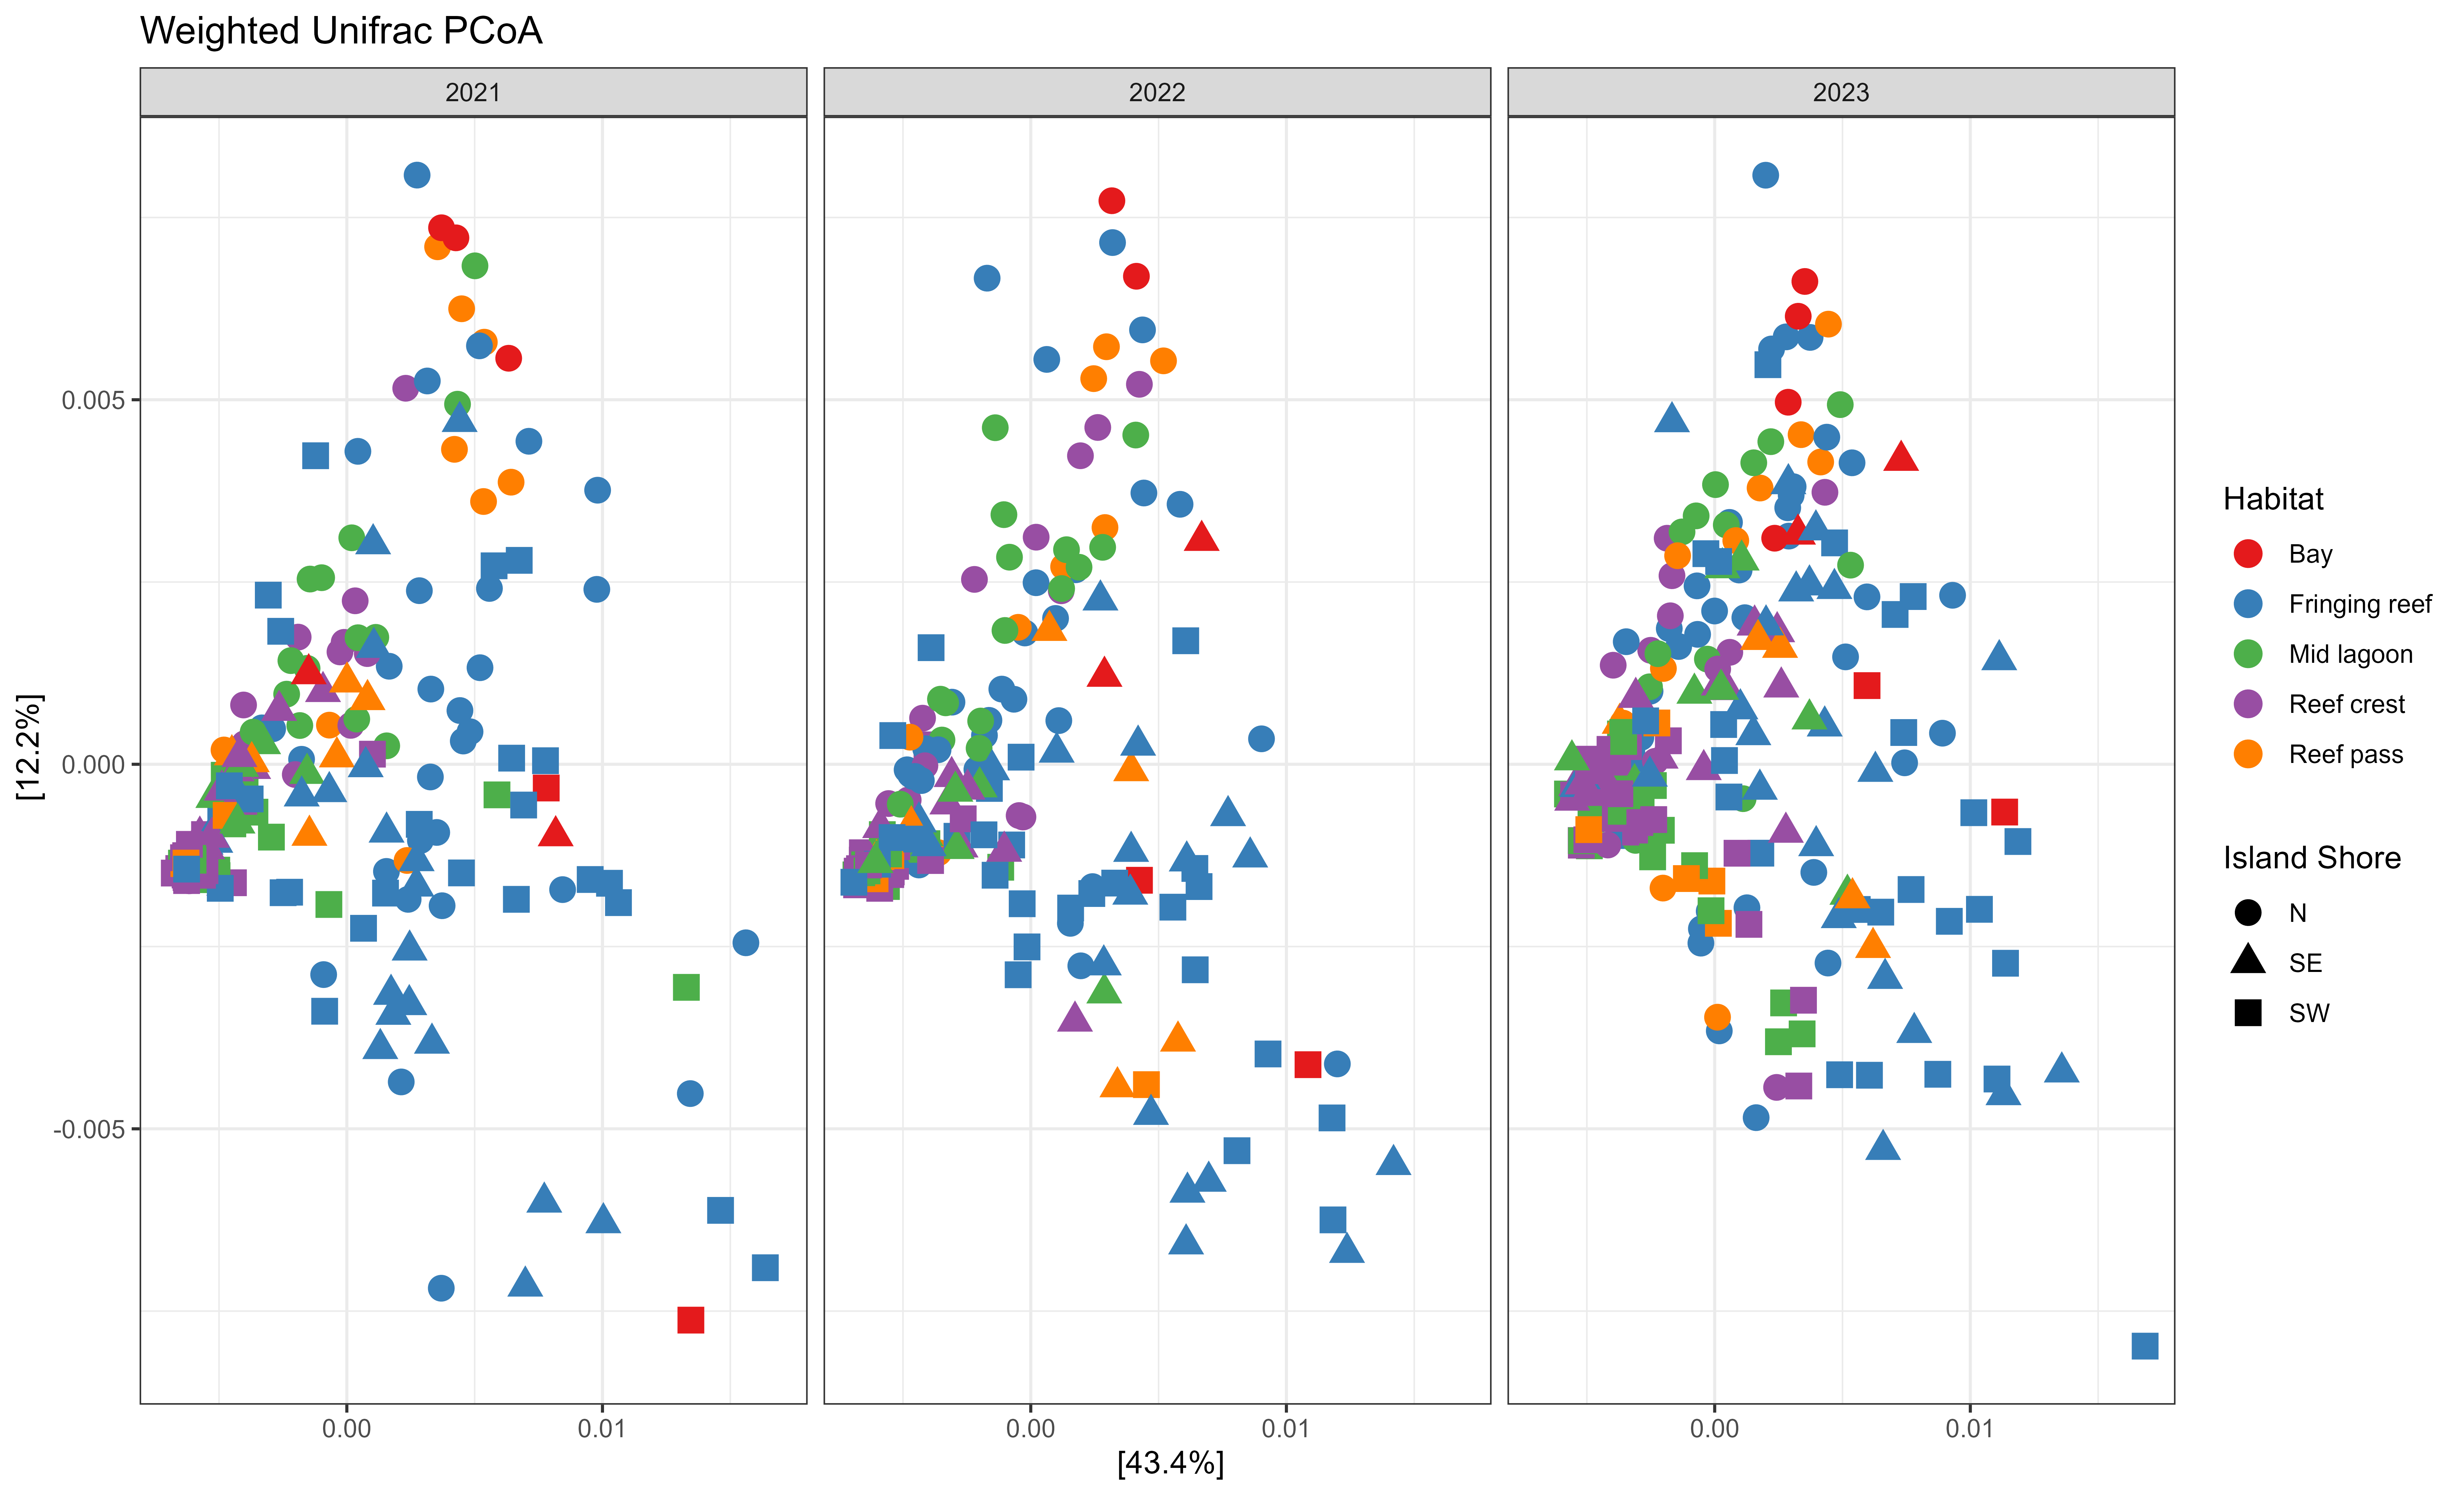 Weighted Unifrac PCoA
2021
2022
2023
[12.2%]
0.005
0.000
-0.005
0.00
0.01
0.00
0.01
0.00
0.01
[43.4%]
Habitat
Bay
Fringing reef
Mid lagoon
Reef crest
Reef pass
Island Shore
N
SE
SW